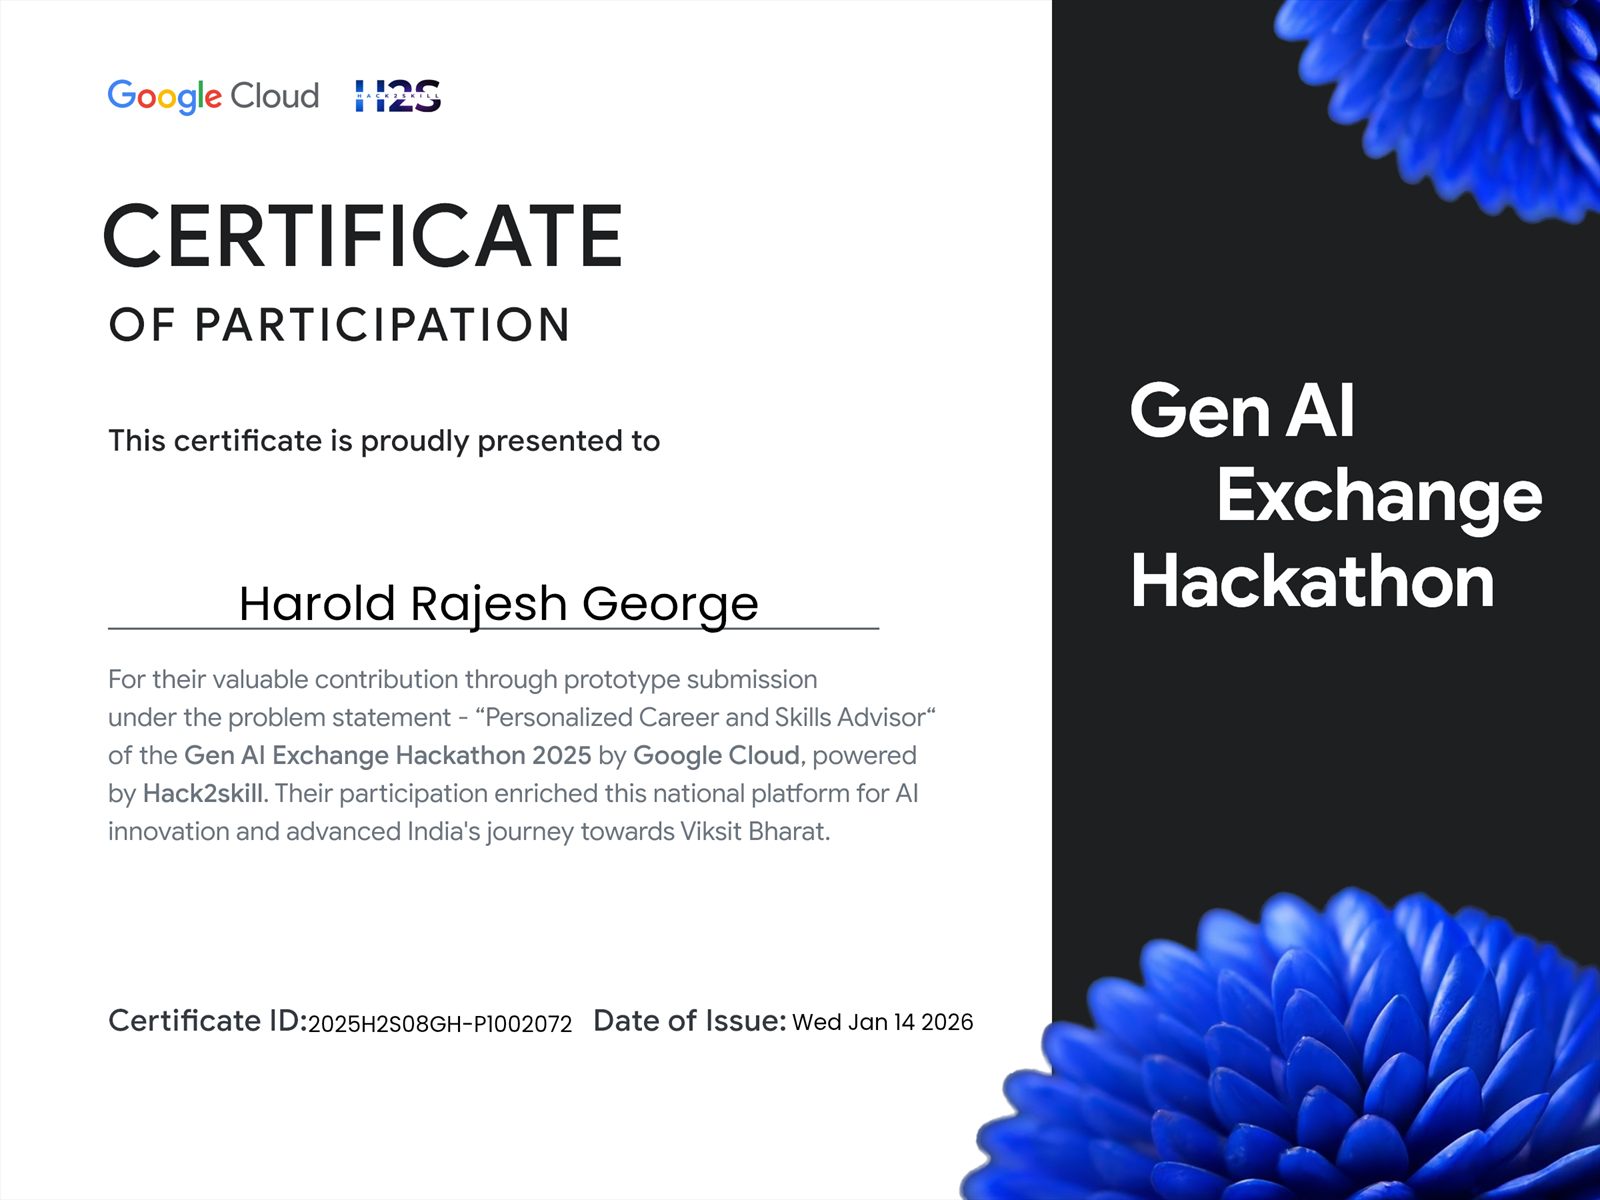 Google Cloud H2S
HACK2SKILL
CERTIFICATE
OF PARTICIPATION
This certificate is proudly presented to
Harold Rajesh George
For their valuable contribution through prototype submission
under the problem statement - “Personalized Career and Skills Advisor“
of the Gen AI Exchange Hackathon 2025 by Google Cloud, powered
by Hack2skill. Their participation enriched this national platform for AI
innovation and advanced India's journey towards Viksit Bharat.
Certificate ID:2025H2S08GH-P1002072 Date of Issue: Wed Jan 14 2026
Gen AI
Exchange
Hackathon